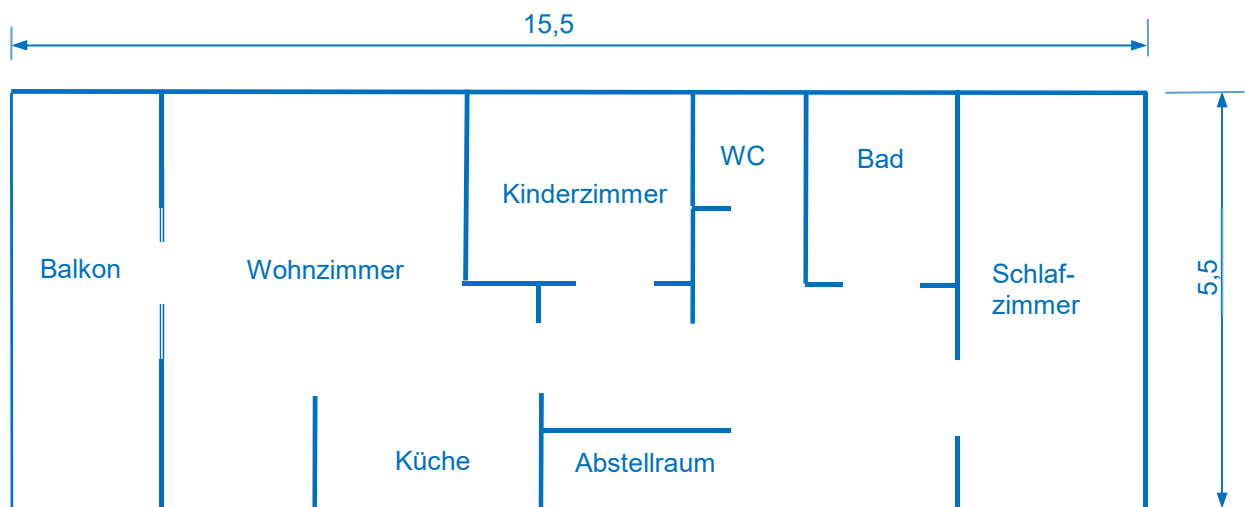 15,5
WC
Bad
Kinderzimmer
Balkon
Wohnzimmer
Schlaf-
zimmer
5,5
Küche
Abstellraum